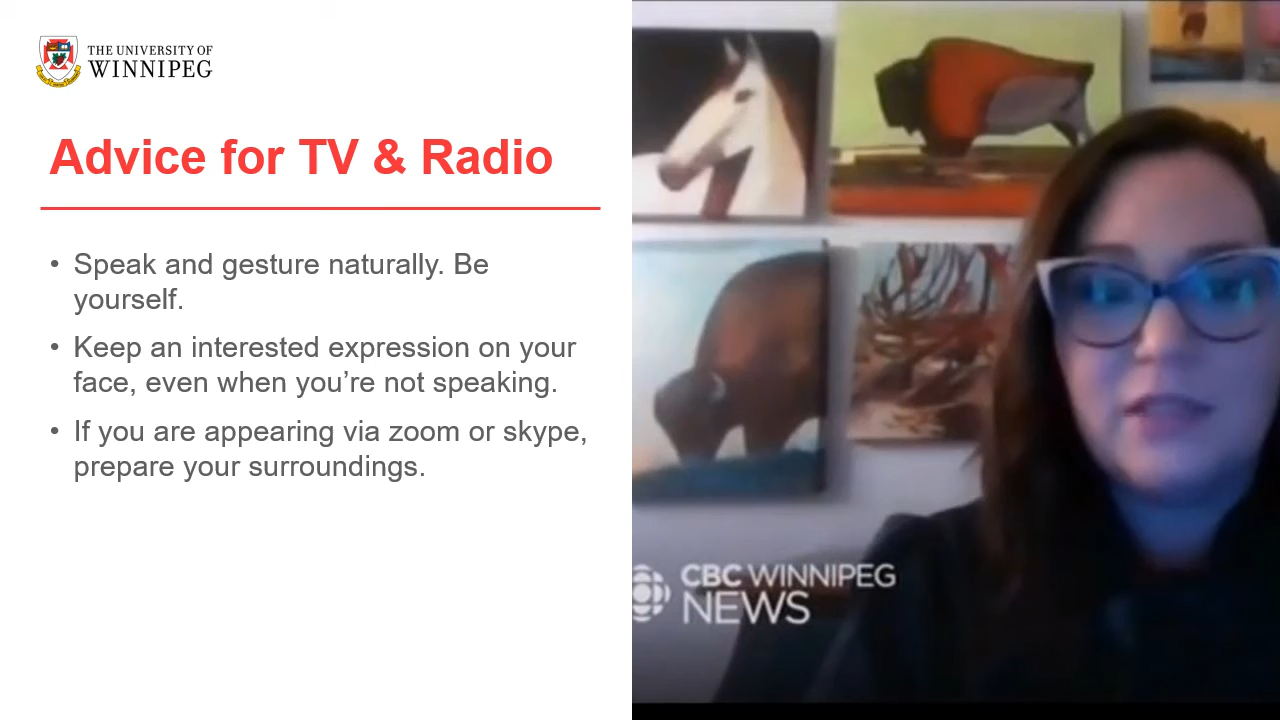 THE UNIVERSITY OF
WINNIPEG
Advice for TV & Radio
• Speak and gesture naturally. Be
yourself.
• Keep an interested expression on your
face, even when you’re not speaking.
• If you are appearing via zoom or skype,
prepare your surroundings.
CBC WINNIPEG
NEWS